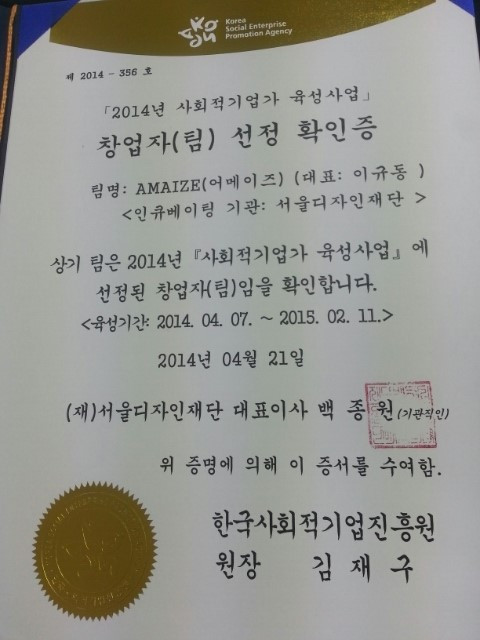 Korea
Social Enterprise
Promotion Agency
제 2014 - 356 호
「2014년 사회적기업가 육성사업」
창업자(팀) 선정 확인증
팀명: AMAIZE(어메이즈) (대표: 이규동 )
<인큐베이팅 기관: 서울디자인재단 >
상기 팀은 2014년 『사회적기업가 육성사업』에
선정된 창업자(팀)임을 확인합니다.
<육성기간: 2014. 04. 07. ~ 2015. 02. 11.>
2014년 04월 21일
(재)서울디자인재단 대표이사 백 종 원 (기관직인)
위 증명에 의해 이 증서를 수여함.
한국사회적기업진흥원
원장 김 재 구